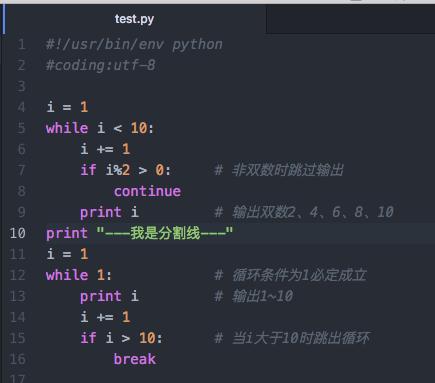 test.py
1 #!/usr/bin/env python
2 #coding:utf-8
3
4 i = 1
5 while i < 10:
6     i += 1
7     if i%2 > 0:     # 非双数时跳过输出
8         continue
9     print i         # 输出双数2、4、6、8、10
10 print "---我是分割线---"
11 i = 1
12 while 1:            # 循环条件为1必定成立
13     print i         # 输出1~10
14     i += 1
15     if i > 10:      # 当i大于10时跳出循环
16         break
17